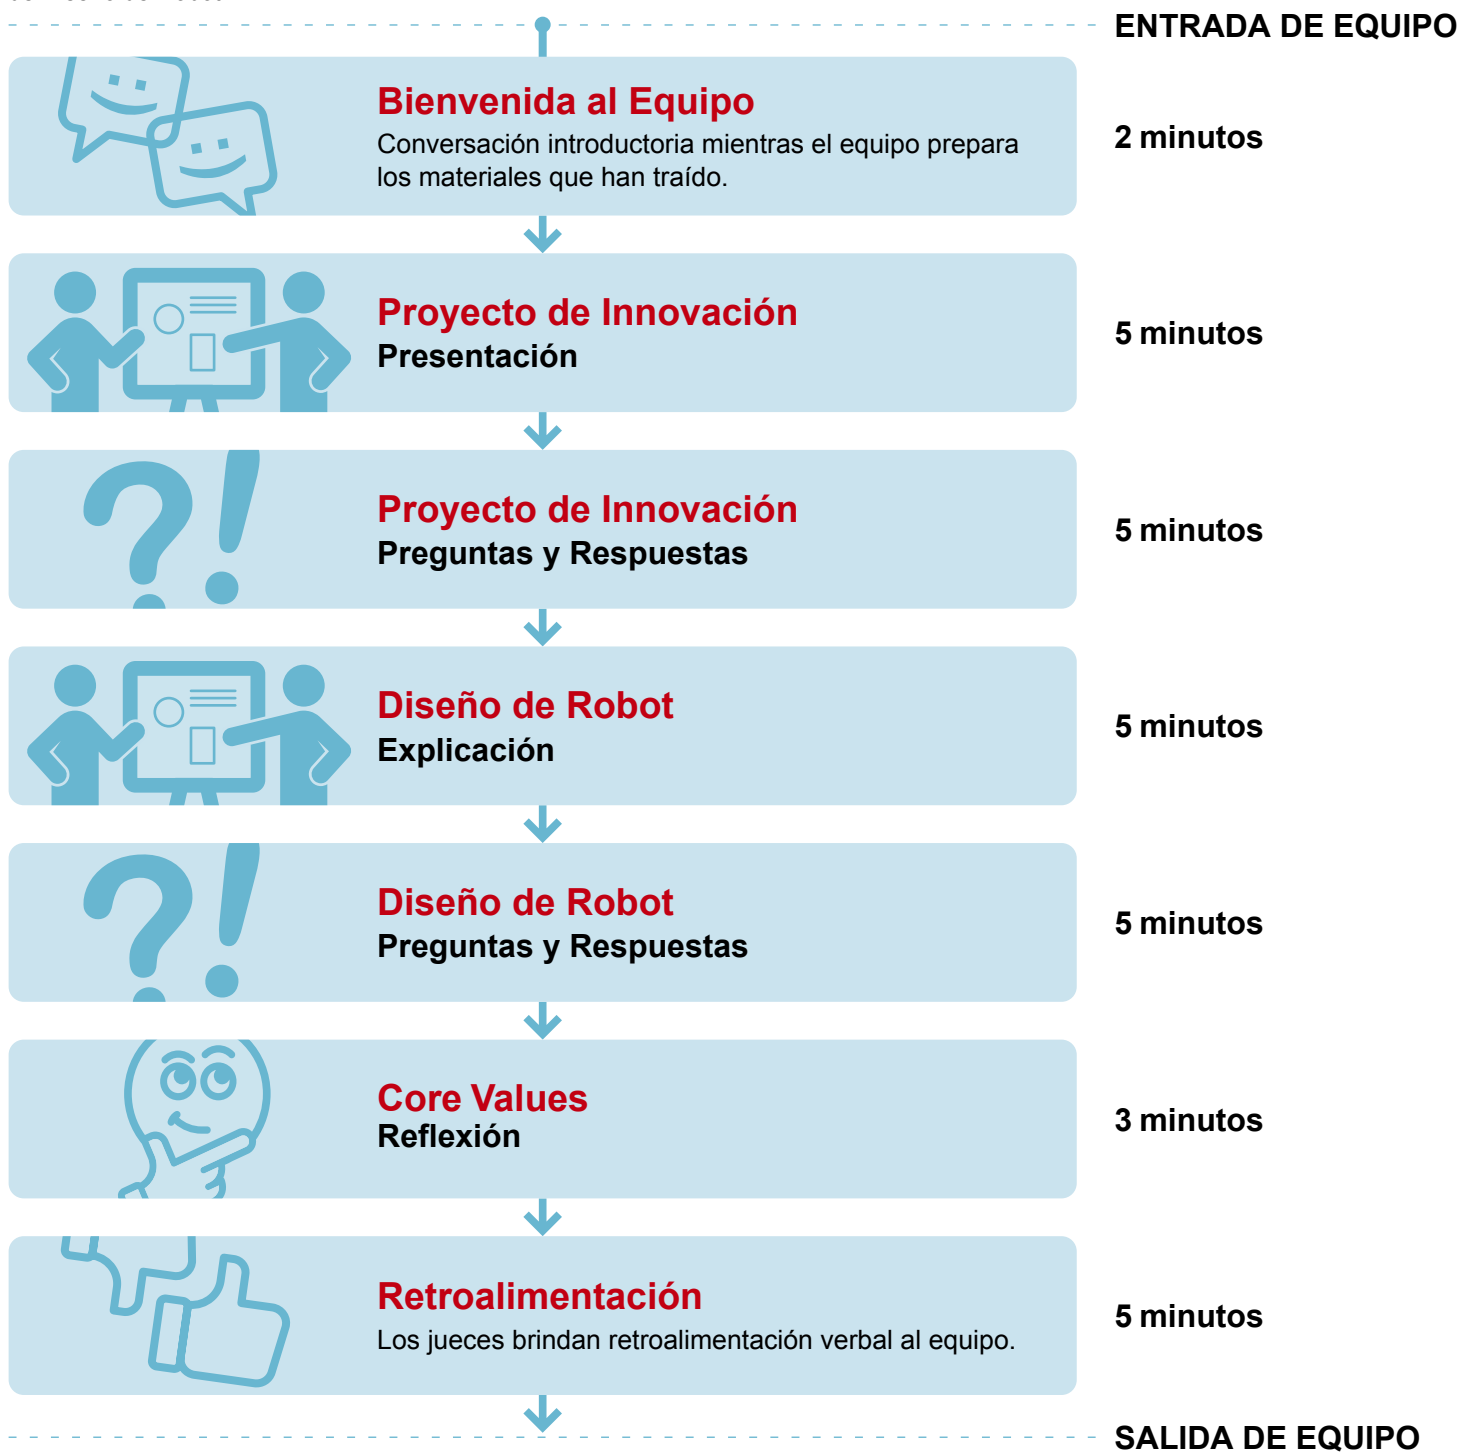 ENTRADA DE EQUIPO
Bienvenida al Equipo
Conversación introductoria mientras el equipo prepara
los materiales que han traído.
2 minutos
Proyecto de Innovación
Presentación
5 minutos
Proyecto de Innovación
Preguntas y Respuestas
5 minutos
Diseño de Robot
Explicación
5 minutos
Diseño de Robot
Preguntas y Respuestas
5 minutos
Core Values
Reflexión
3 minutos
Retroalimentación
Los jueces brindan retroalimentación verbal al equipo.
5 minutos
SALIDA DE EQUIPO